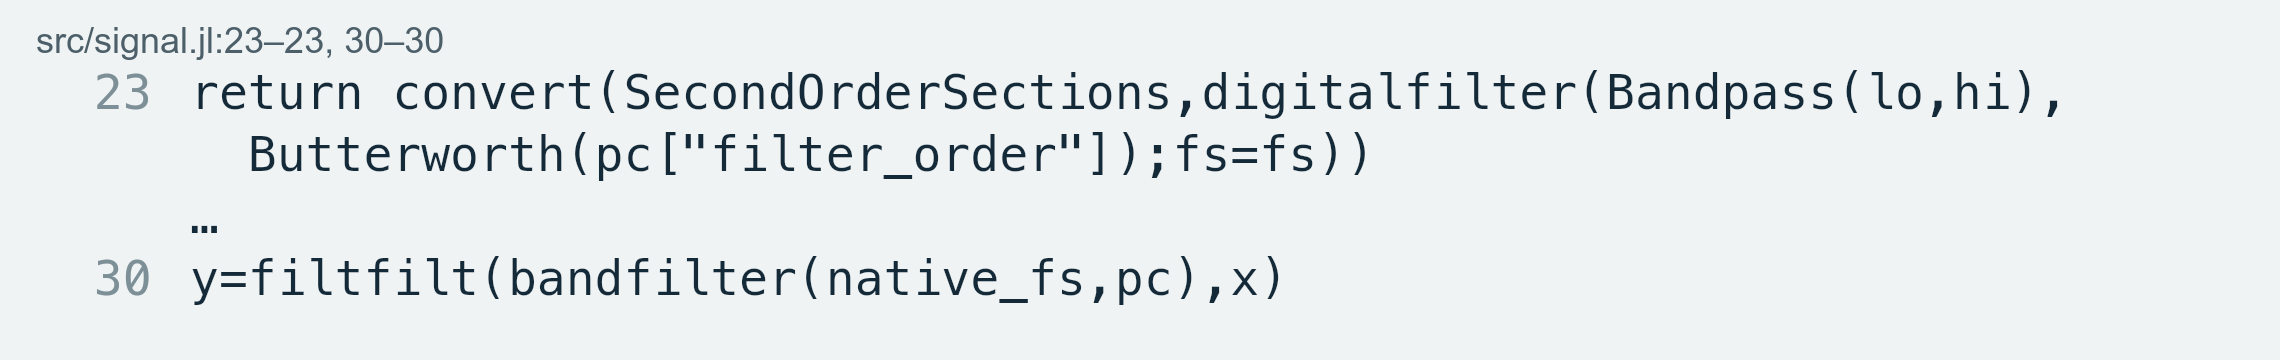 src/signal.jl:23–23, 30–30
23 return convert(SecondOrderSections,digitalfilter(Bandpass(lo,hi),
Butterworth(pc["filter_order"]);fs=fs))
…
30 y=filtfilt(bandfilter(native_fs,pc),x)